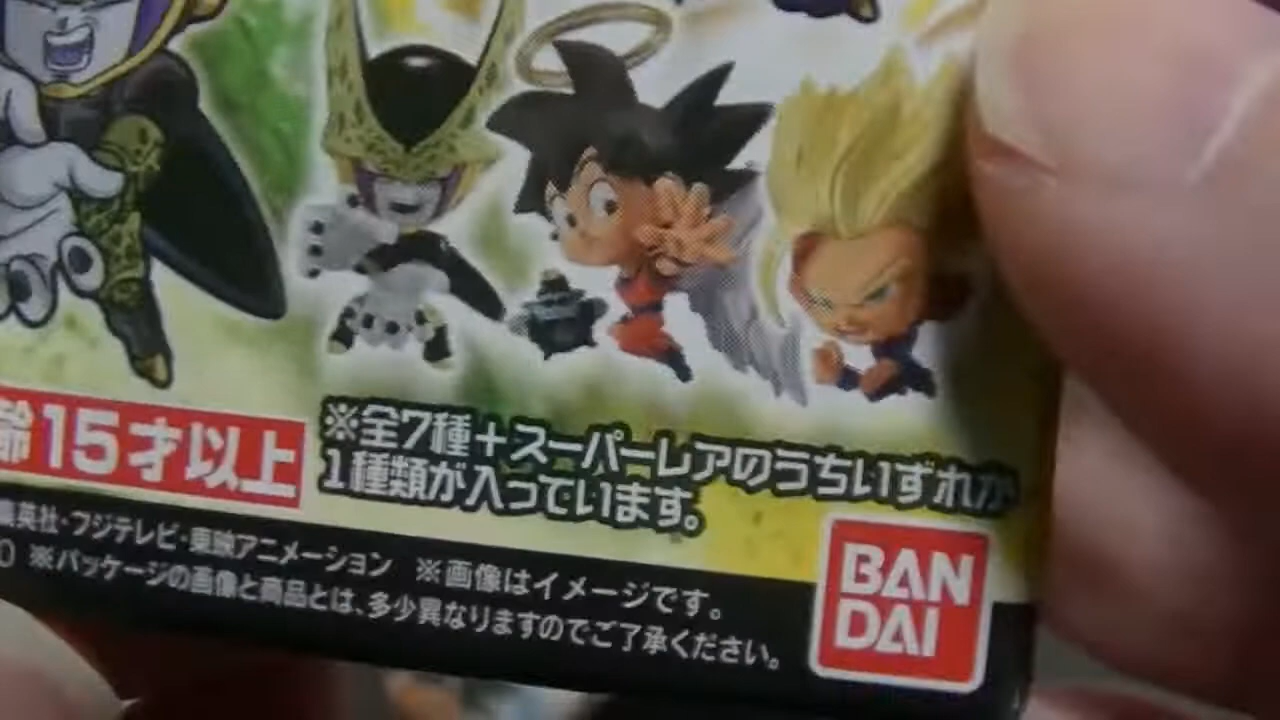 齢15才以上
※全7種+スーパーレアのうちいずれか
1種類が入っています。
集英社・フジテレビ・東映アニメーション ※画像はイメージです。
※パッケージの画像と商品とは、多少異なりますのでご了承ください。
BAN
DAI